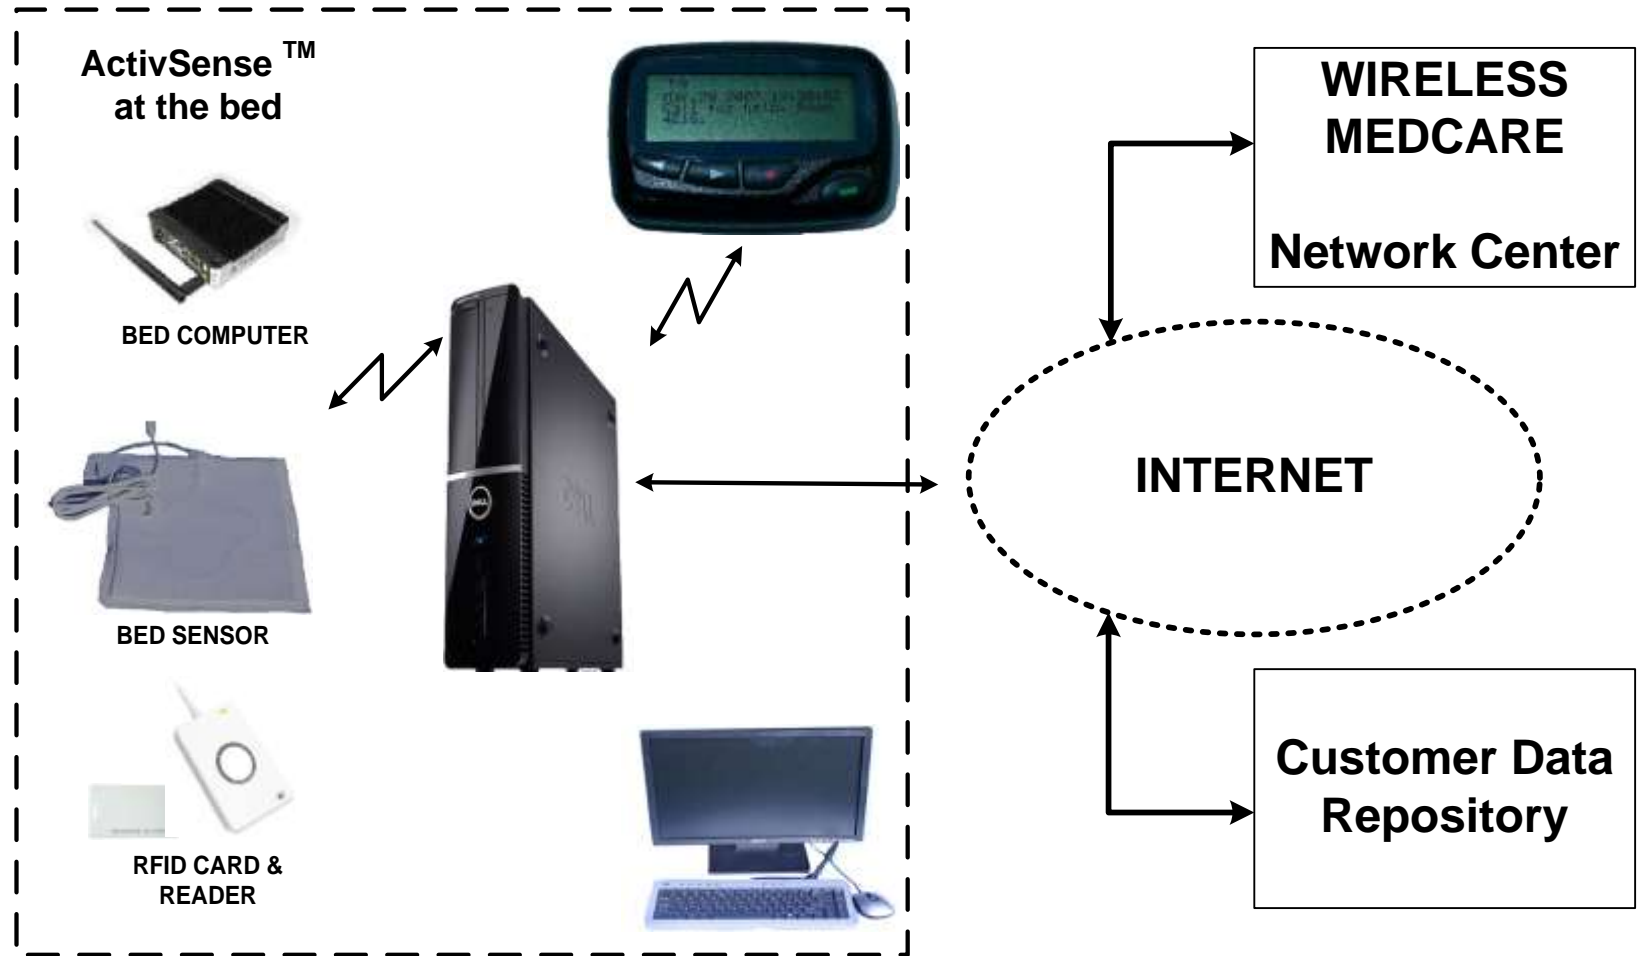 ActivSense TM
at the bed
BED COMPUTER
BED SENSOR
RFID CARD &
READER
DELL
WIRELESS
MEDCARE
Network Center
INTERNET
Customer Data
Repository